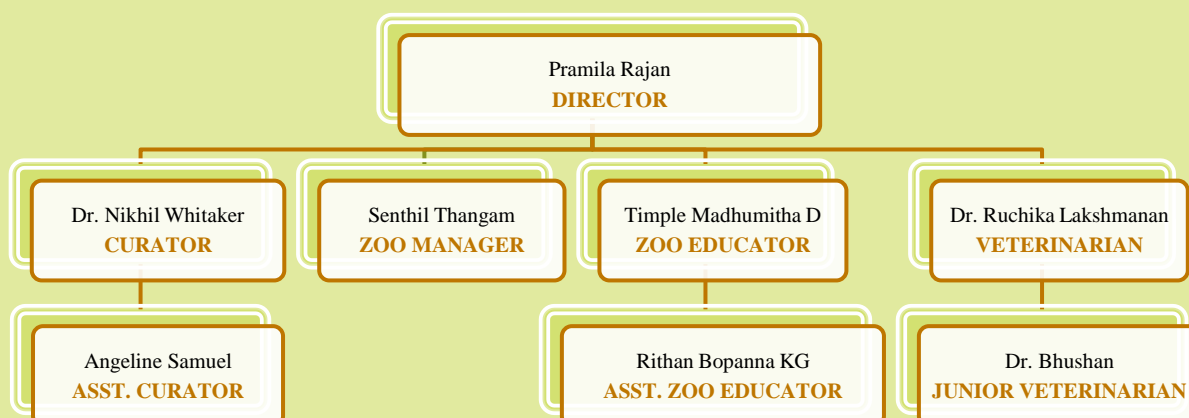 Pramila Rajan
DIRECTOR
Dr. Nikhil Whitaker
CURATOR
Senthil Thangam
ZOO MANAGER
Timple Madhumitha D
ZOO EDUCATOR
Dr. Ruchika Lakshmanan
VETERINARIAN
Angeline Samuel
ASST. CURATOR
Rithan Bopanna KG
ASST. ZOO EDUCATOR
Dr. Bhushan
JUNIOR VETERINARIAN